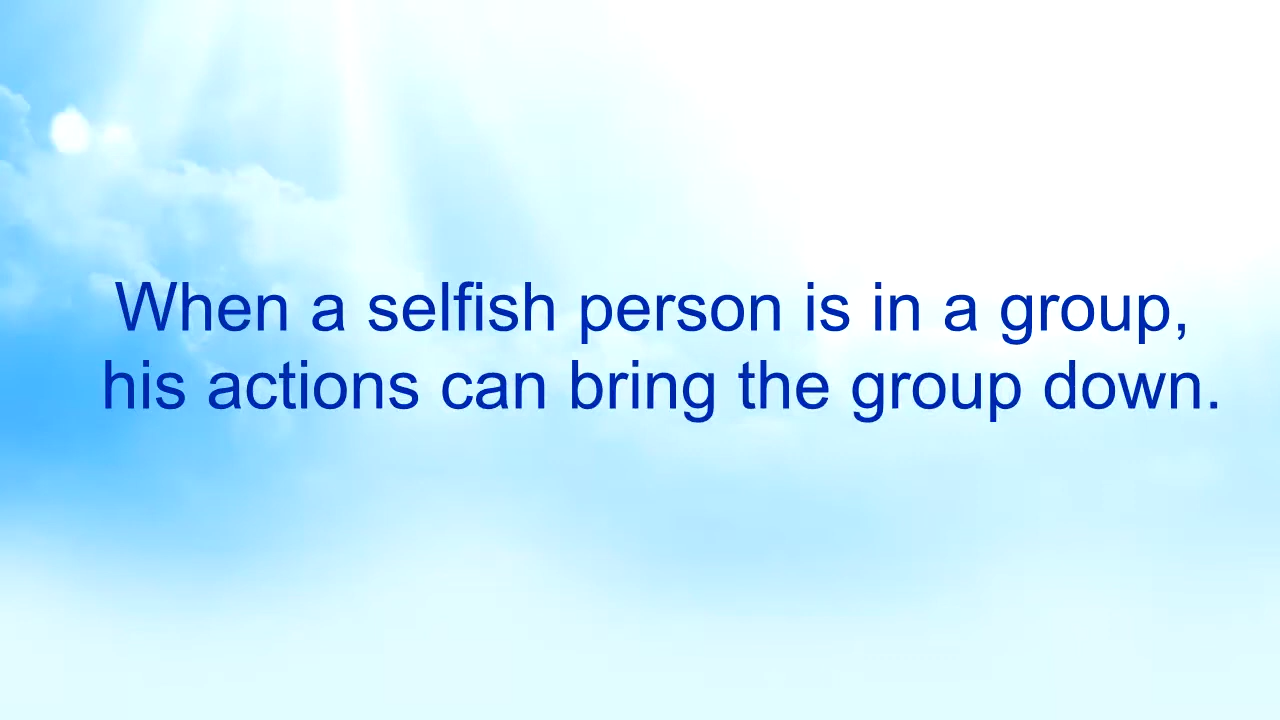 When a selfish person is in a group,
his actions can bring the group down.